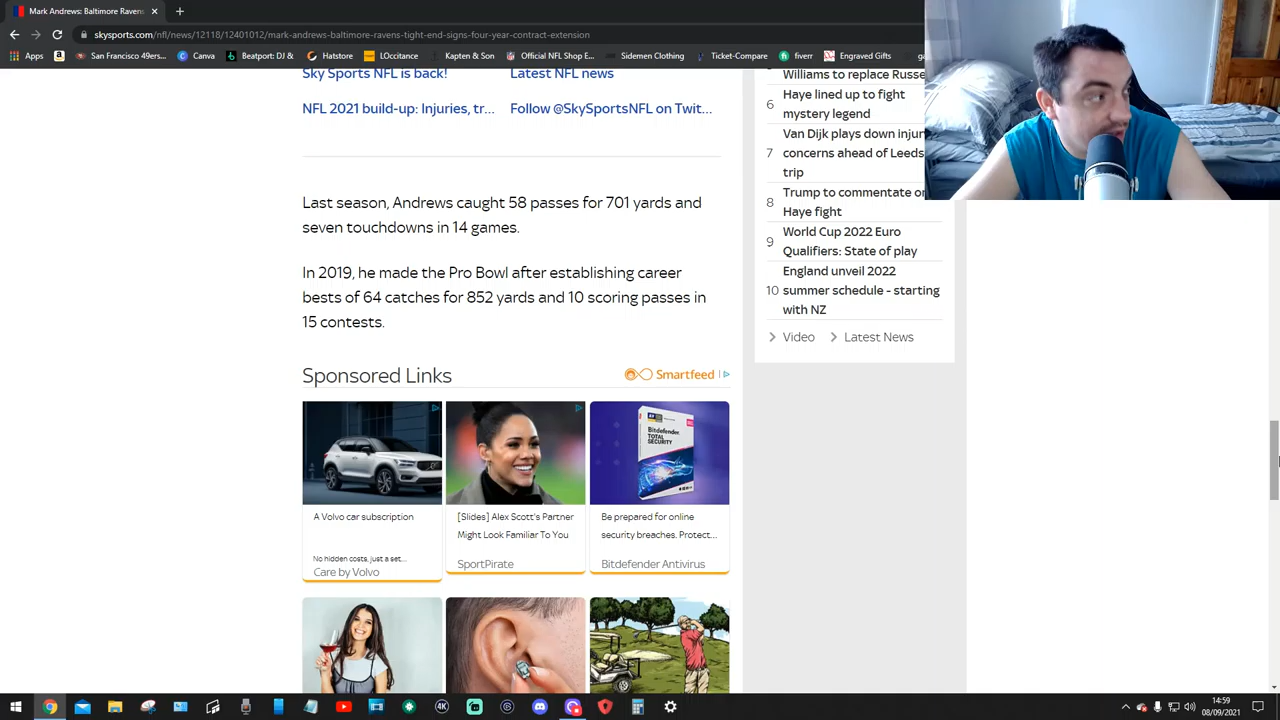 Mark Andrews: Baltimore Ravens
skysports.com/nfl/news/12118/12401012/mark-andrews-baltimore-ravens-tight-end-signs-four-year-contract-extension
Apps
San Francisco 49ers...
Canva
Beatport: DJ &
Hatstore
LOccitane
Kapten & Son
Official NFL Shop E...
Sidemen Clothing
Ticket-Compare
fiverr
Engraved Gifts
Sky Sports NFL is back!
Latest NFL news
NFL 2021 build-up: Injuries, tr...
Follow @SkySportsNFL on Twit...
Last season, Andrews caught 58 passes for 701 yards and
seven touchdowns in 14 games.
In 2019, he made the Pro Bowl after establishing career
bests of 64 catches for 852 yards and 10 scoring passes in
15 contests.
Sponsored Links
Smartfeed
A Volvo car subscription
No hidden costs, just a set...
Care by Volvo
[Slides] Alex Scott's Partner
Might Look Familiar To You
SportPirate
Bitdefender
TOTAL
SECURITY
Be prepared for online
security breaches. Protect...
Bitdefender Antivirus
Williams to replace Russe
6 Haye lined up to fight
mystery legend
Van Dijk plays down injur
7 concerns ahead of Leeds
trip
8 Trump to commentate on
Haye fight
World Cup 2022 Euro
9 Qualifiers: State of play
England unveil 2022
10 summer schedule - starting
with NZ
Video
Latest News
14:59
08/09/2021